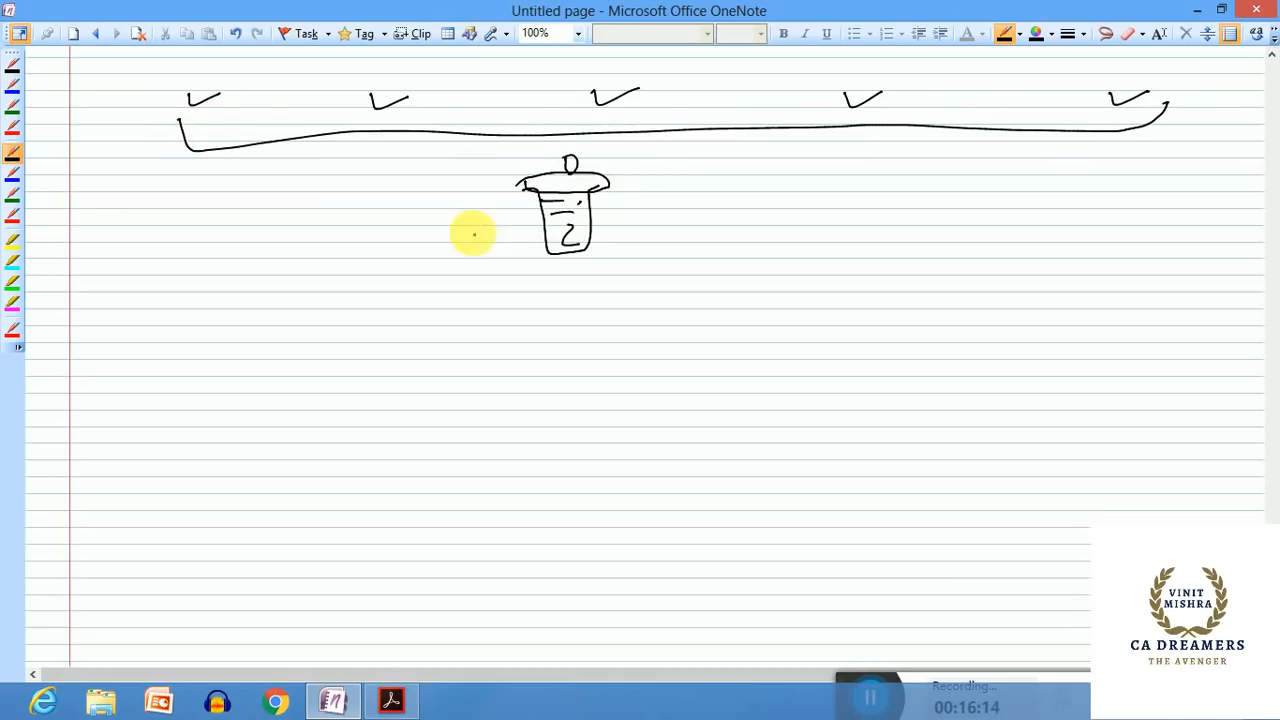 Untitled page - Microsoft Office OneNote
Task Tag Clip 100% B I U A
2
Recording...
00:16:14
VINIT
MISHRA
CA DREAMERS
THE AVENGER